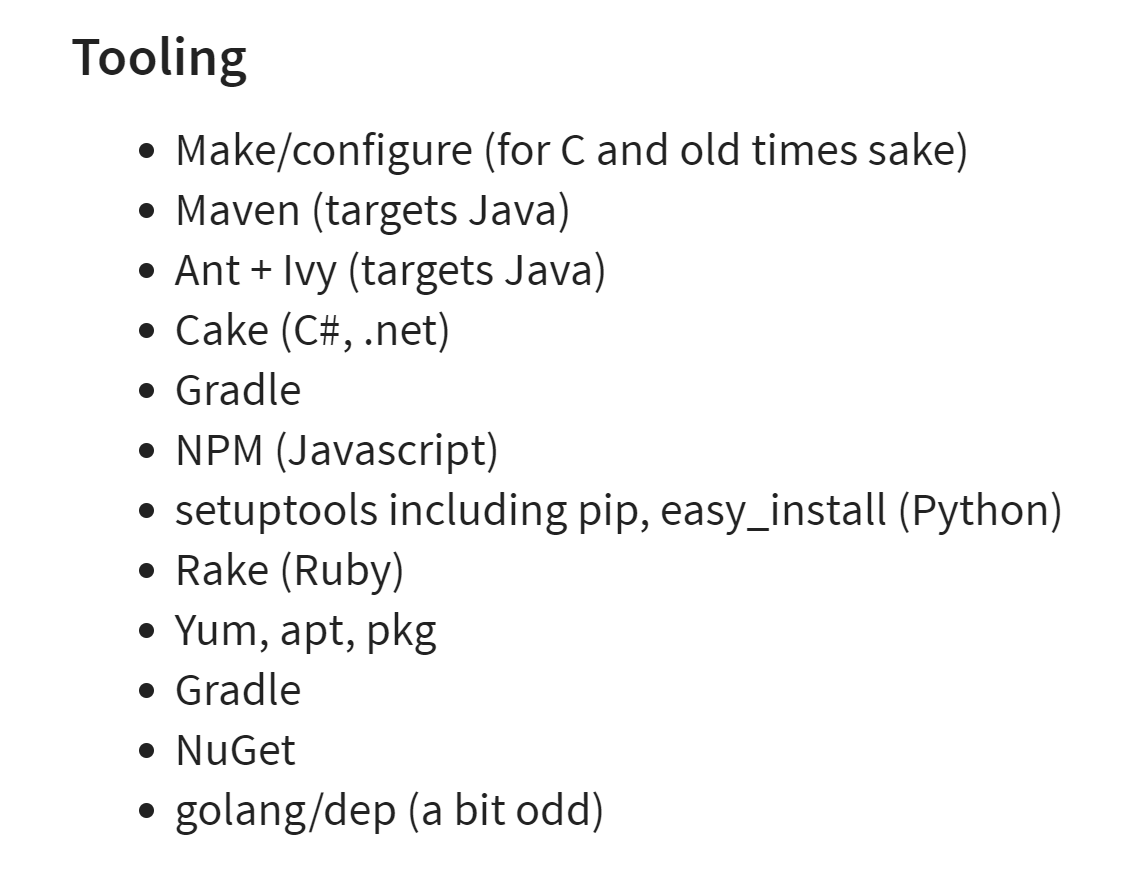 Tooling
• Make/configure (for C and old times sake)
• Maven (targets Java)
• Ant + Ivy (targets Java)
• Cake (C#, .net)
• Gradle
• NPM (Javascript)
• setuptools including pip, easy_install (Python)
• Rake (Ruby)
• Yum, apt, pkg
• Gradle
• NuGet
• golang/dep (a bit odd)